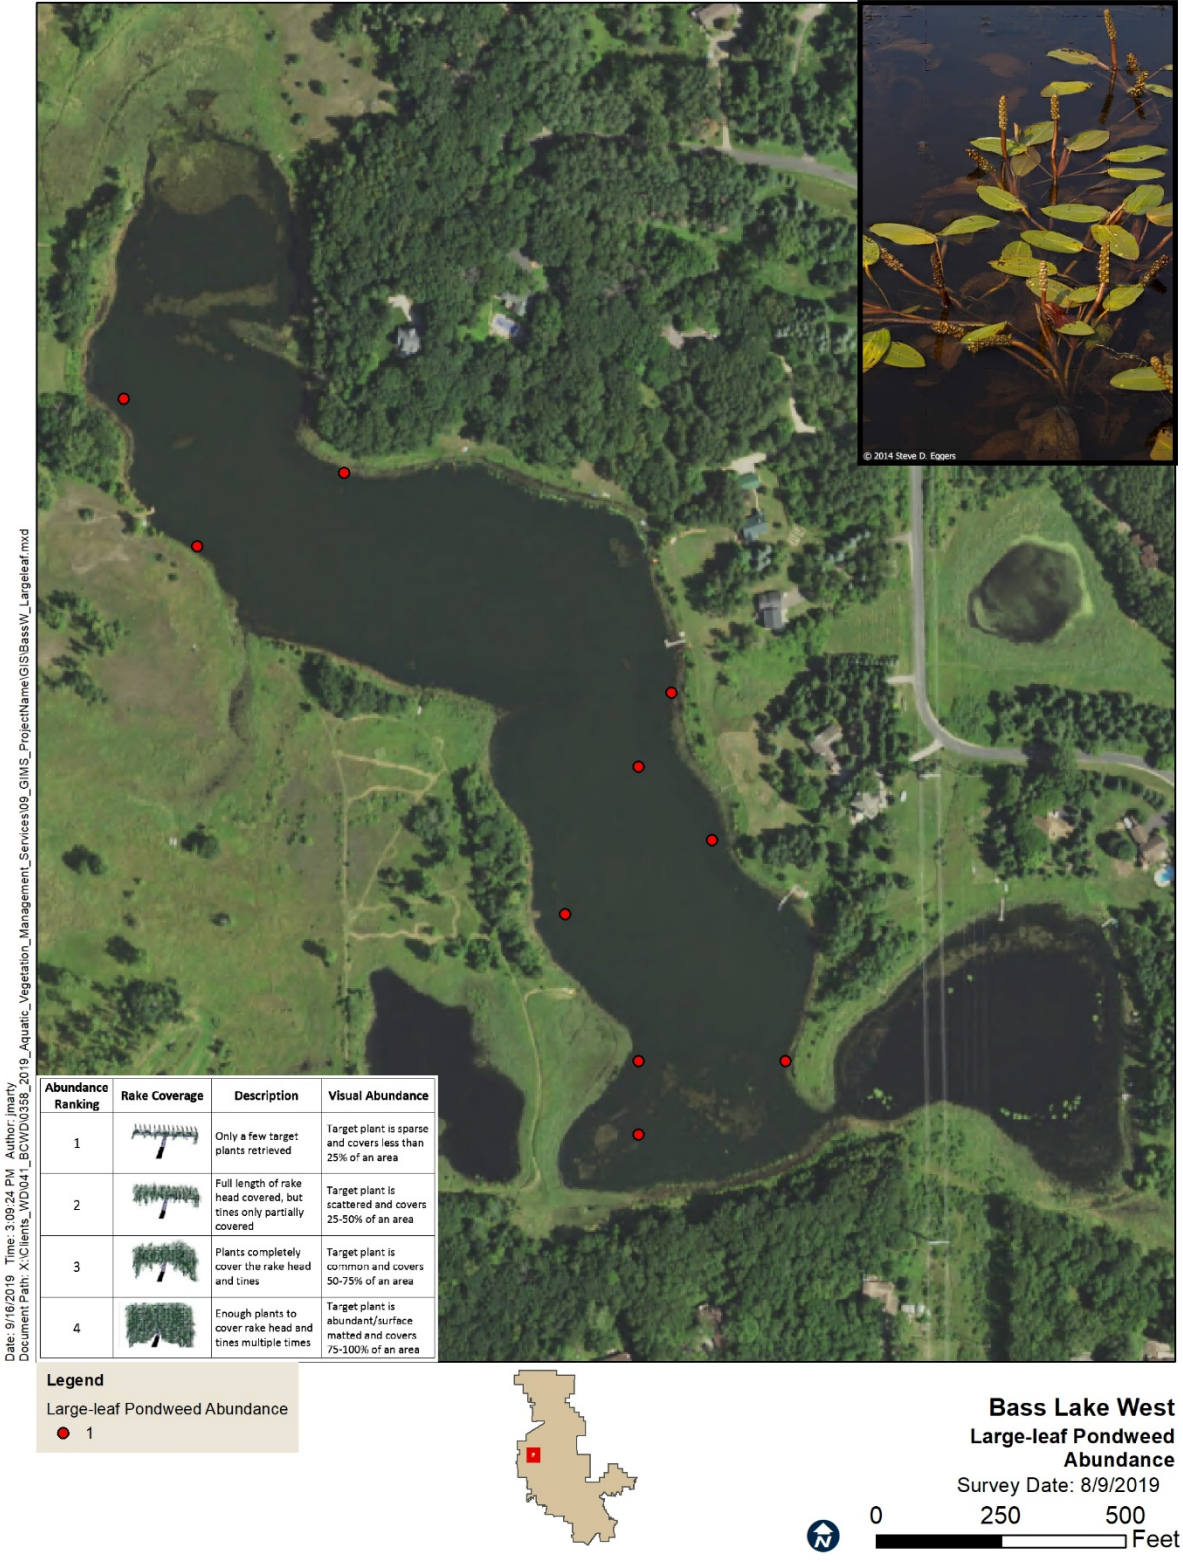 © 2014 Steve D. Eggers
Date: 9/16/2019 Time: 3:09:24 PM Author: jmarty
Document Path: X:\Clients_WD\041_BCWD\0358_2019_Aquatic_Vegetation_Management_Services\09_GIMS_ProjectName\GIS\BassW_Largeleaf.mxd
Abundance
Ranking
Rake Coverage
Description
Visual Abundance
1
Only a few target
plants retrieved
Target plant is sparse
and covers less than
25% of an area
2
Full length of rake
head covered, but
tines only partially
covered
Target plant is
scattered and covers
25-50% of an area
3
Plants completely
cover the rake head
and tines
Target plant is
common and covers
50-75% of an area
4
Enough plants to
cover rake head and
tines multiple times
Target plant is
abundant/surface
matted and covers
75-100% of an area
Legend
Large-leaf Pondweed Abundance
1
Bass Lake West
Large-leaf Pondweed
Abundance
Survey Date: 8/9/2019
N
0 250 500
Feet